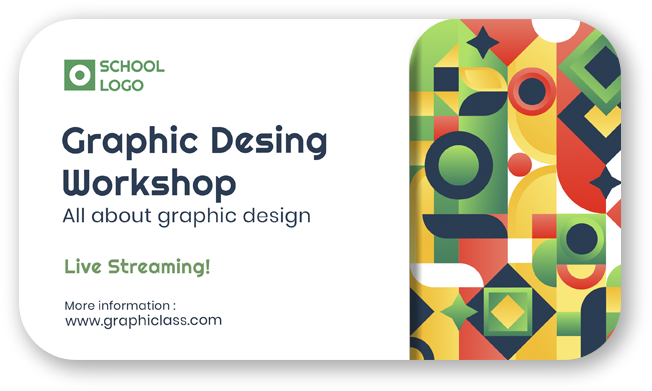 SCHOOL
LOGO
Graphic Desing
Workshop
All about graphic design
Live Streaming!
More information :
www.graphiclass.com